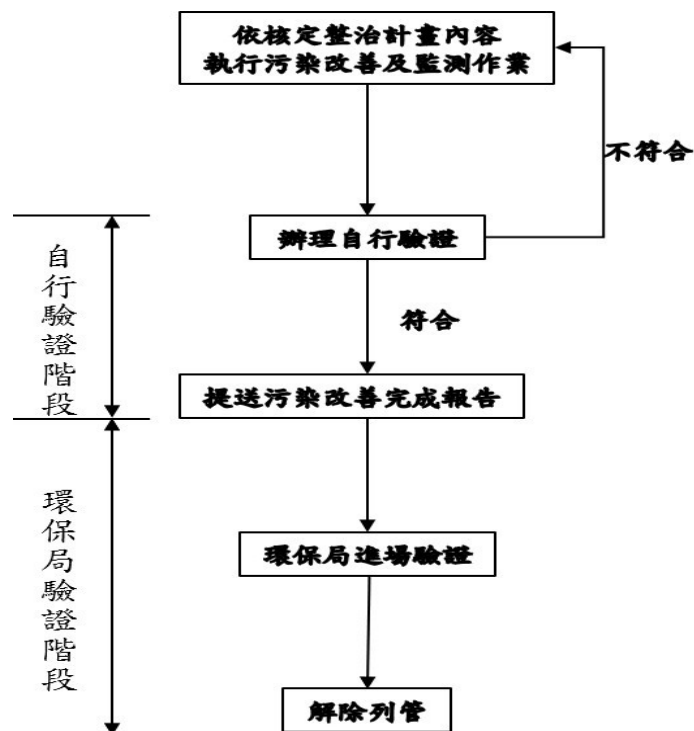 依核定整治計畫內容
執行污染改善及監測作業
不符合
辦理自行驗證
符合
提送污染改善完成報告
環保局進場驗證
解除列管
自行驗證階段
環保局驗證階段